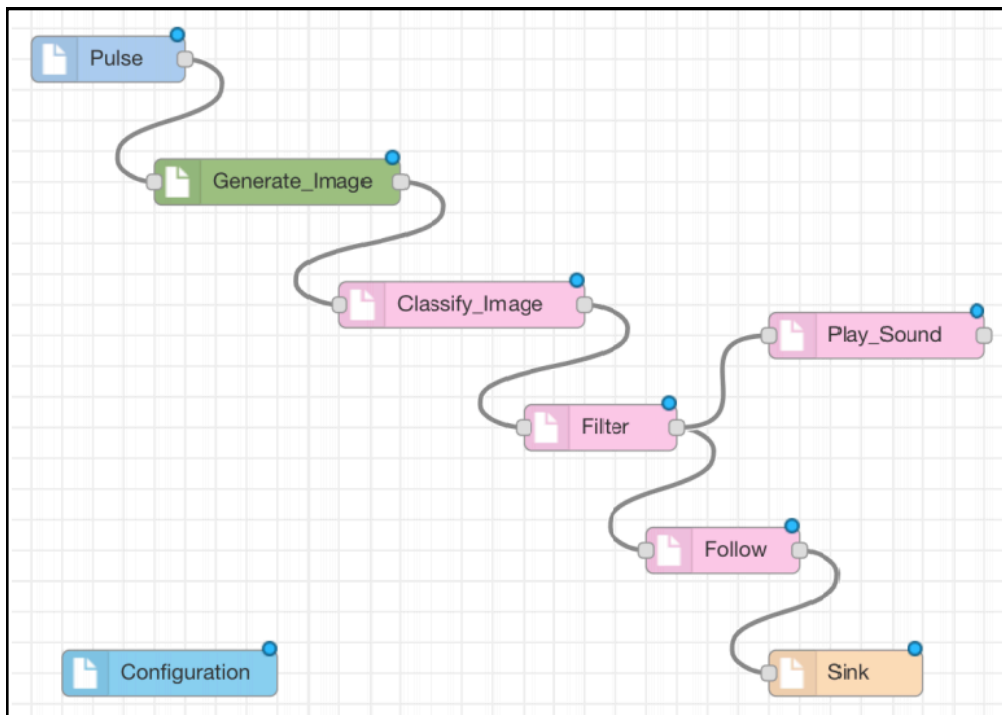 Pulse
Generate_Image
Classify_Image
Play_Sound
Filter
Follow
Configuration
Sink